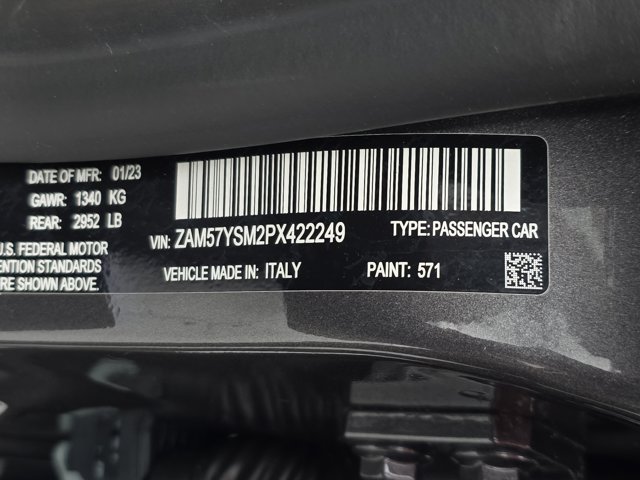 DATE OF MFR: 01/23
GAWR: 1340 KG
REAR: 2952 LB
U.S. FEDERAL MOTOR
ENTION STANDARDS
RE SHOWN ABOVE.
VIN: ZAM57YSM2PX422249
TYPE: PASSENGER CAR
VEHICLE MADE IN: ITALY
PAINT: 571